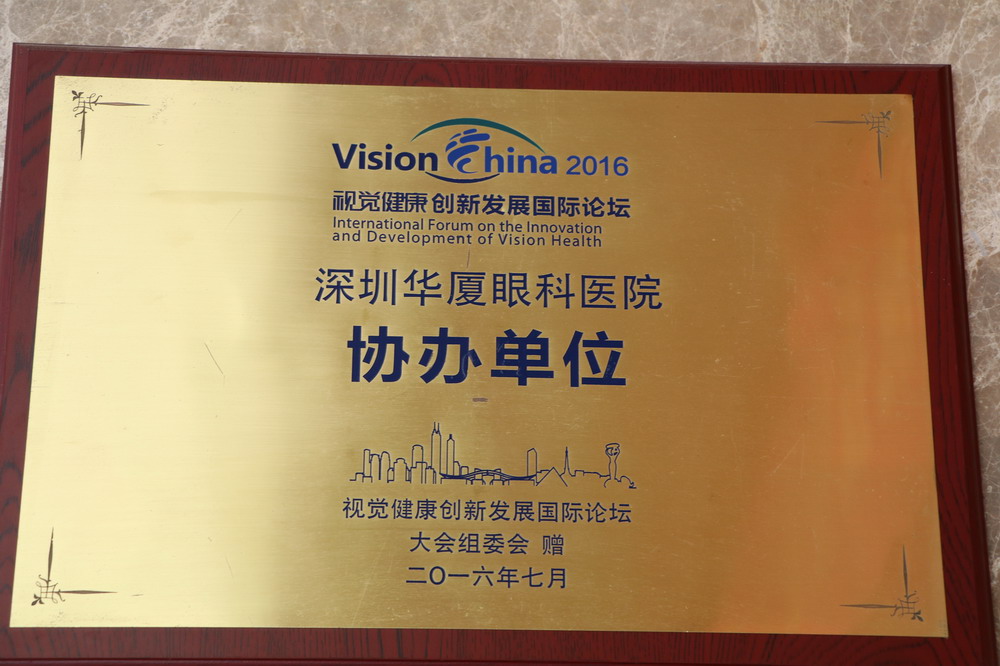 Vision China 2016
视觉健康创新发展国际论坛
International Forum on the Innovation
and Development of Vision Health
深圳华厦眼科医院
协办单位
视觉健康创新发展国际论坛
大会组委会 赠
二〇一六年七月